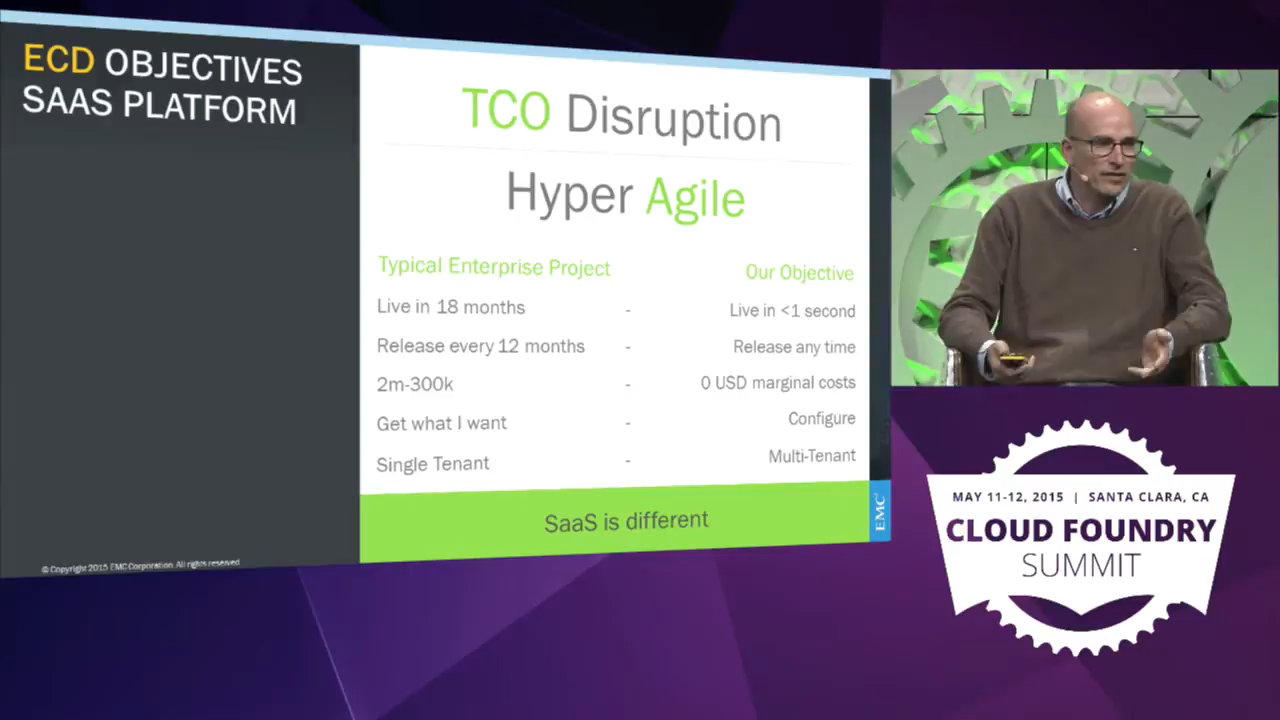 ECD OBJECTIVES
SAAS PLATFORM
TCO Disruption
Hyper Agile
Typical Enterprise Project Our Objective
Live in 18 months - Live in <1 second
Release every 12 months - Release any time
2m-300k - 0 USD marginal costs
Get what I want - Configure
Single Tenant - Multi-Tenant
SaaS is different
EMC²
© Copyright 2015 EMC Corporation. All rights reserved
MAY 11-12, 2015 | SANTA CLARA, CA
CLOUD FOUNDRY
SUMMIT